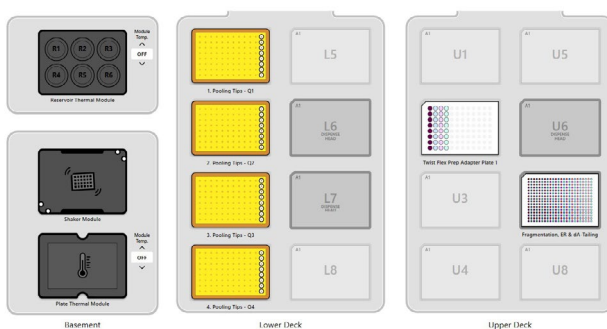 Module
Temp.
OFF
R1 R2 R3
R4 R5 R6
Reservoir Thermal Module
Shaker Module
Module
Temp.
OFF
Plate Thermal Module
Basement
1. Pooling Tips - Q1
2. Pooling Tips - Q2
3. Pooling Tips - Q3
4. Pooling Tips - Q4
A1
L5
A1
L6
DISPENSE
HEAD
A1
L7
DISPENSE
HEAD
A1
L8
Lower Deck
A1
U1
Twist Flex Prep Adapter Plate 1
A1
U3
A1
U4
A1
U5
A1
U6
DISPENSE
HEAD
Fragmentation, ER & dA Tailing
A1
U8
Upper Deck